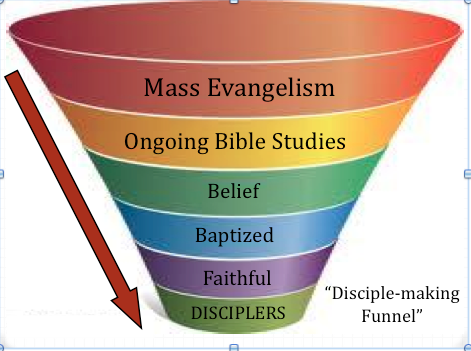 Mass Evangelism
Ongoing Bible Studies
Belief
Baptized
Faithful
DISCIPLERS
“Disciple-making
Funnel”